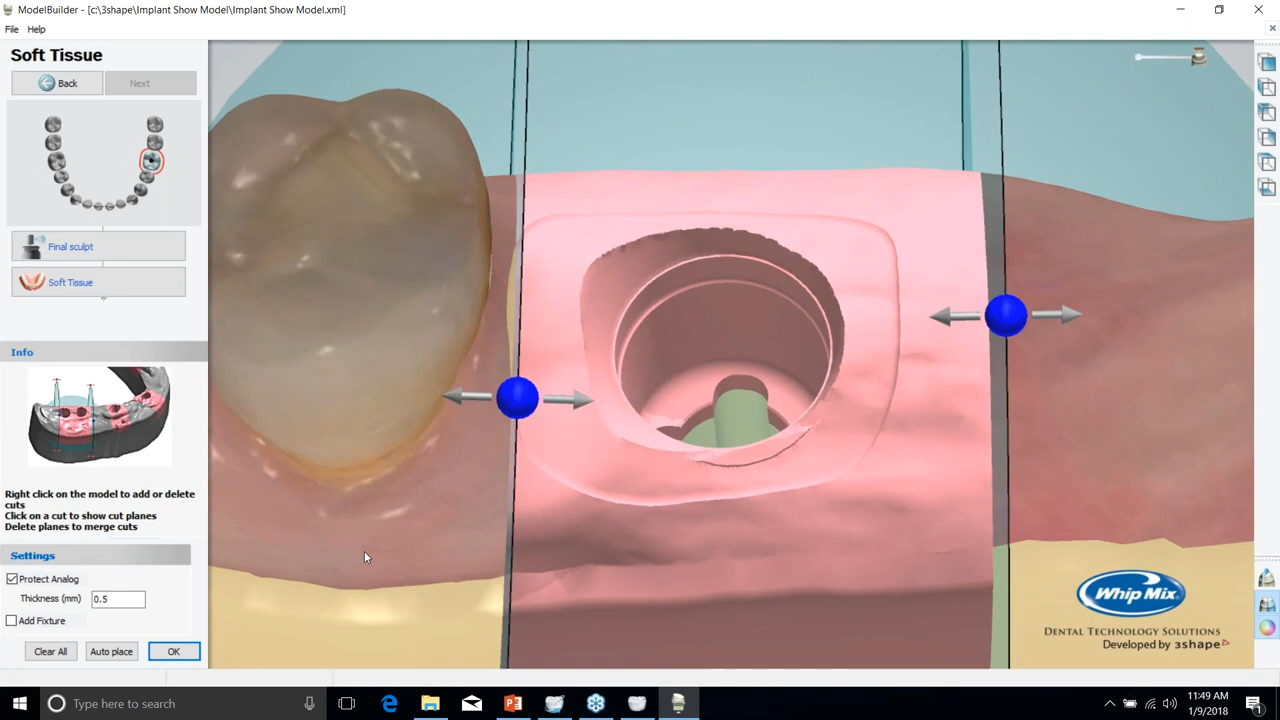 ModelBuilder - [c:\3shape\Implant Show Model\Implant Show Model.xml]
File Help
Soft Tissue
Back
Next
Final sculpt
Soft Tissue
Info
Right click on the model to add or delete
cuts
Click on a cut to show cut planes
Delete planes to merge cuts
Settings
Protect Analog
Thickness (mm) 0.5
Add Fixture
Clear All
Auto place
OK
Whip Mix
DENTAL TECHNOLOGY SOLUTIONS
Developed by 3shape
Type here to search
11:49 AM
1/9/2018
1